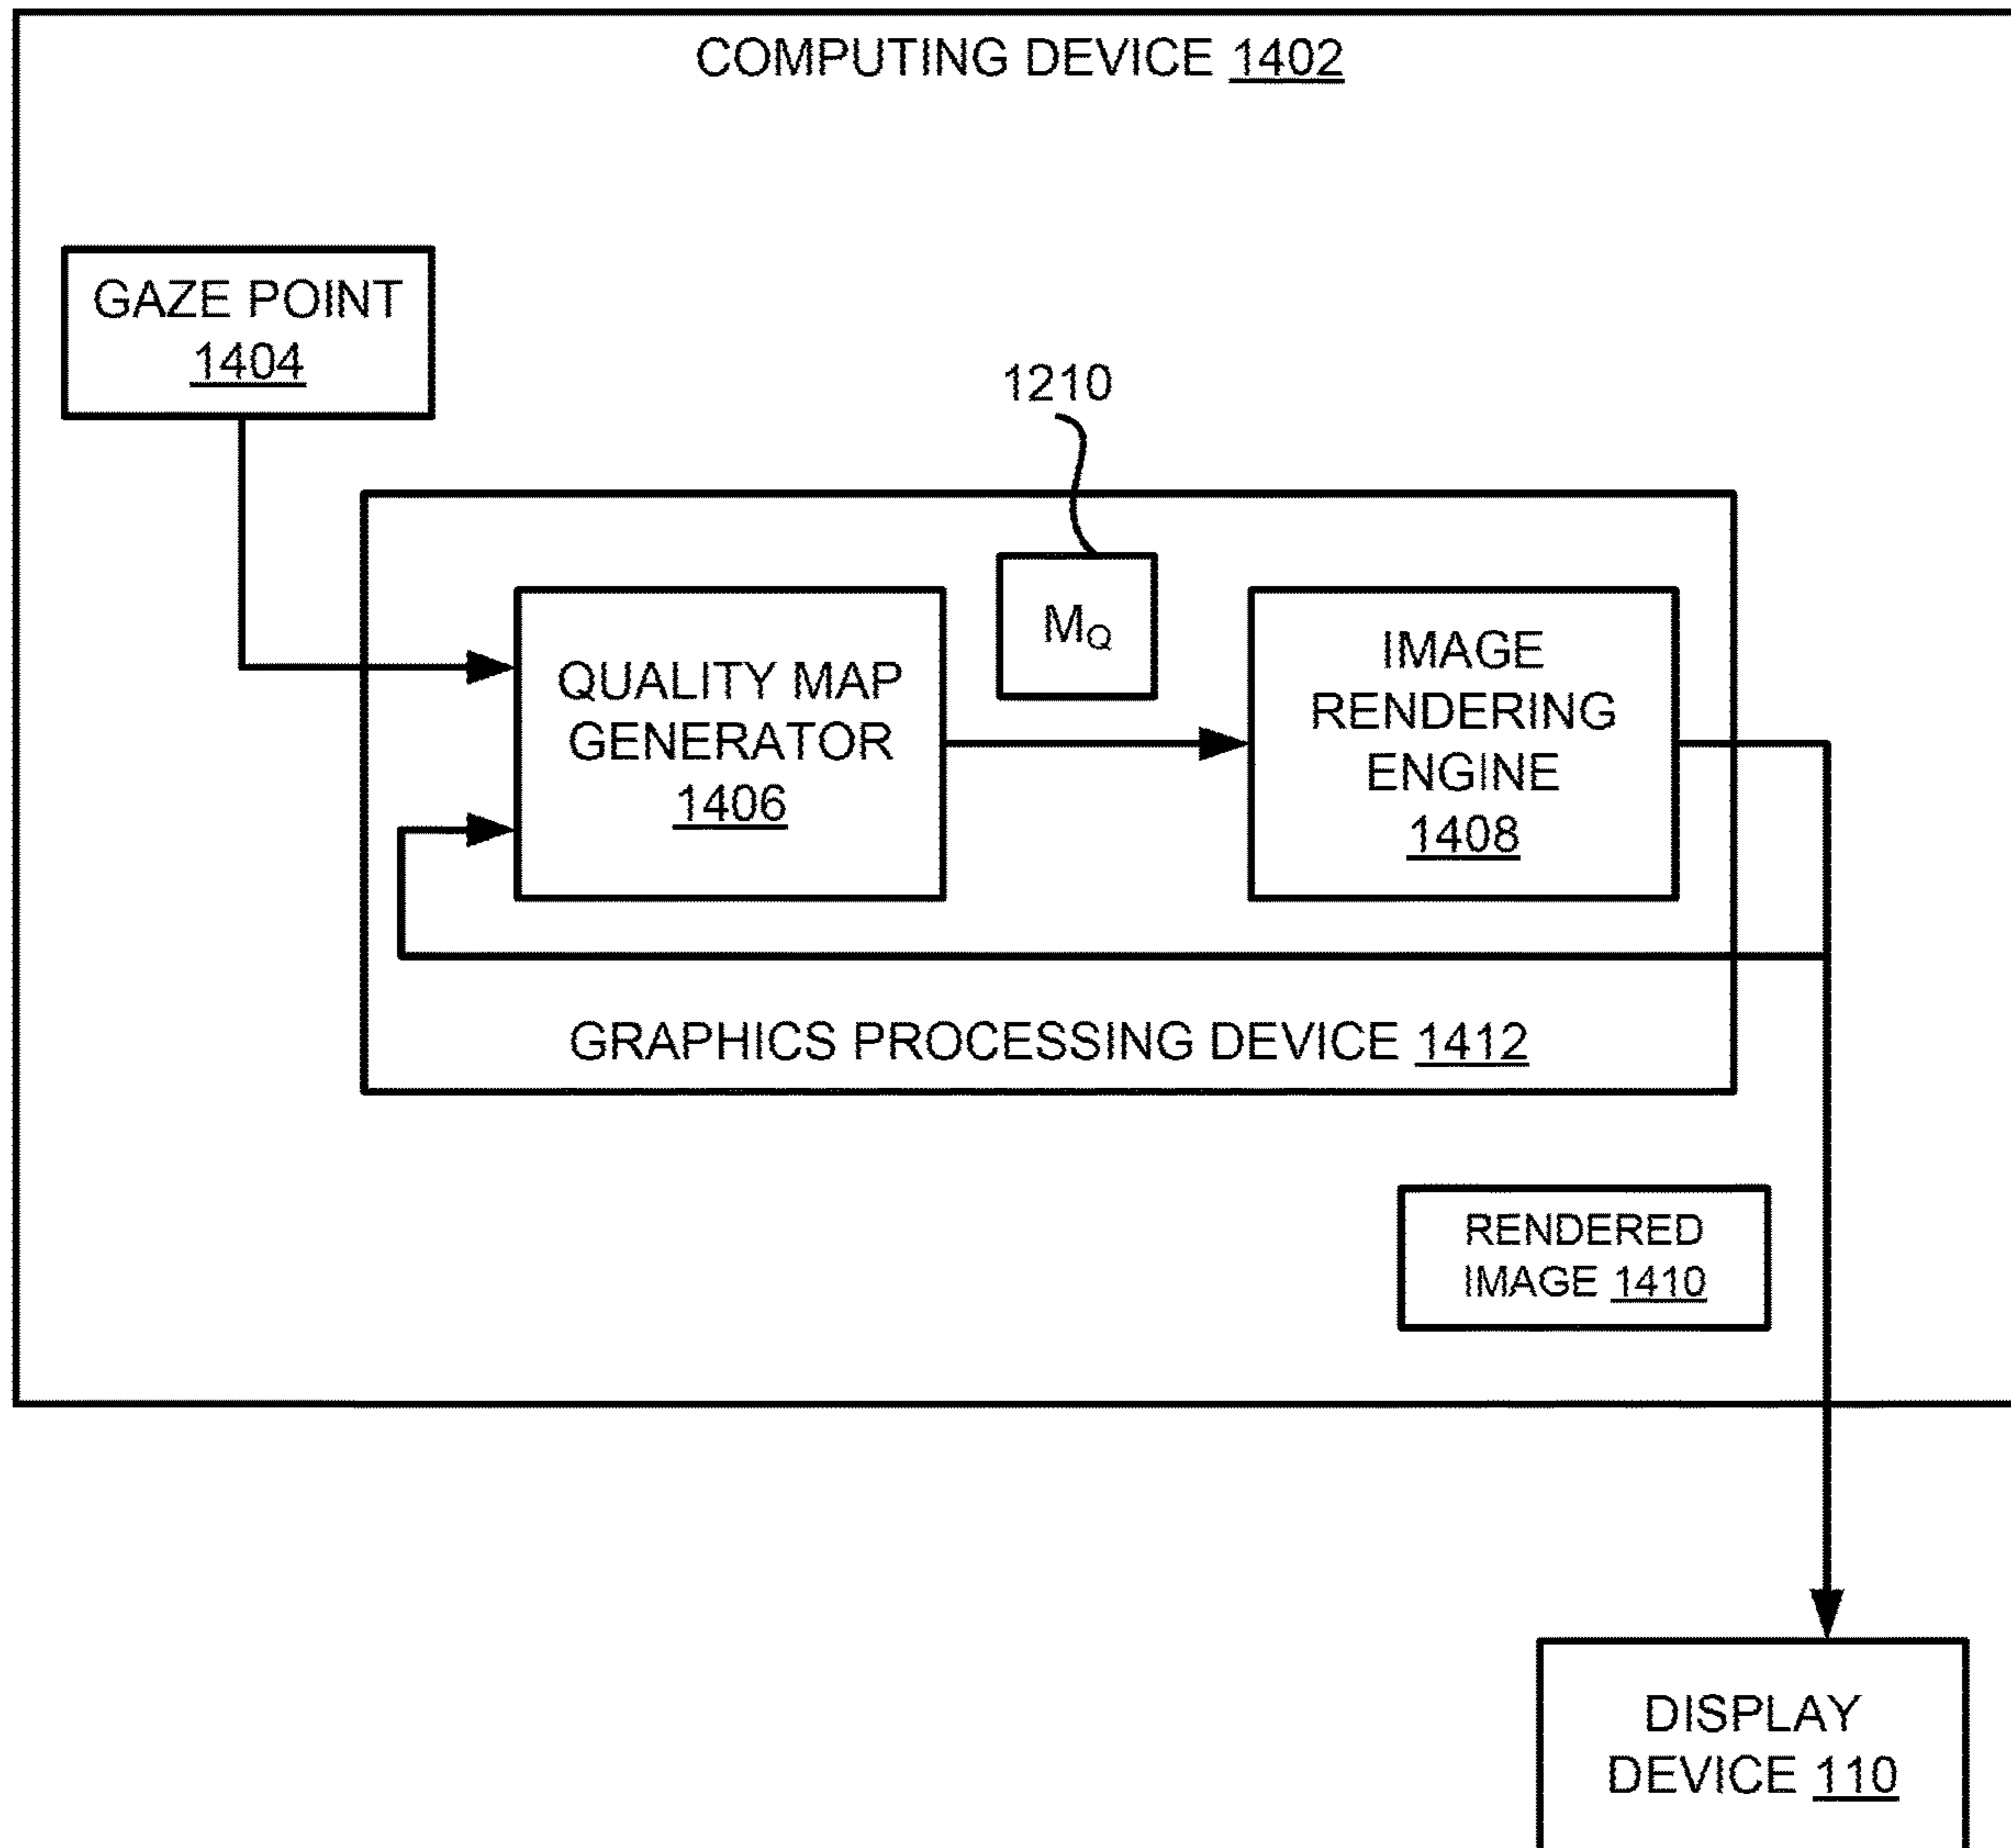 COMPUTING DEVICE 1402
GAZE POINT
1404
1210
M_Q
QUALITY MAP
GENERATOR
1406
IMAGE
RENDERING
ENGINE
1408
GRAPHICS PROCESSING DEVICE 1412
RENDERED
IMAGE 1410
DISPLAY
DEVICE 110